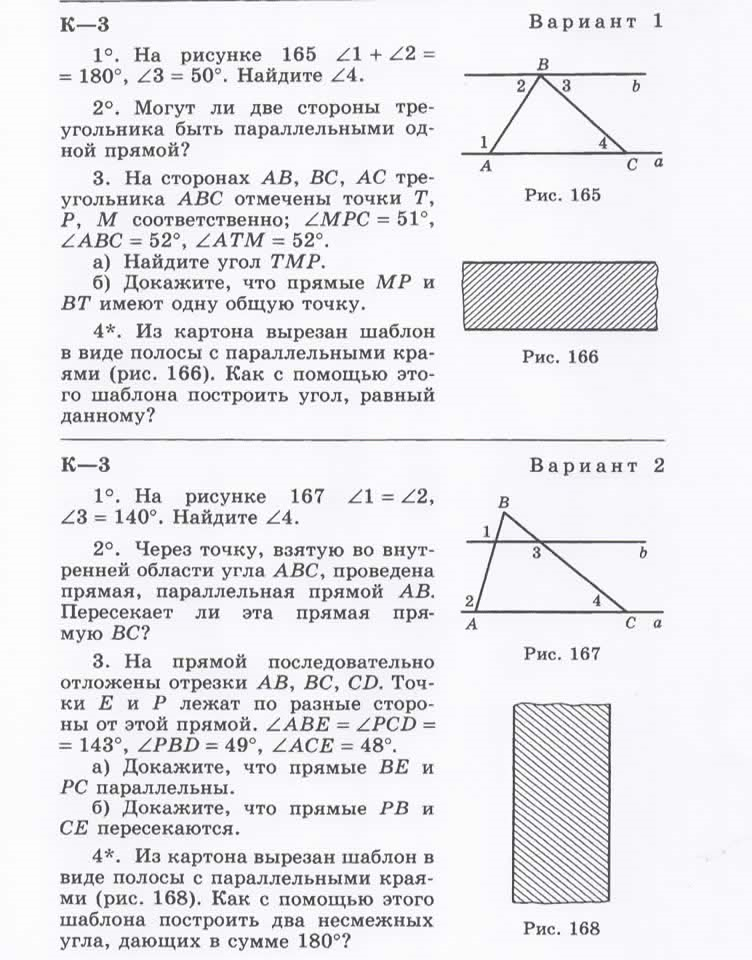 К—3 Вариант 1
1°. На рисунке 165 ∠1 + ∠2 =
= 180°, ∠3 = 50°. Найдите ∠4.
2°. Могут ли две стороны тре-
угольника быть параллельными од-
ной прямой?
3. На сторонах AB, BC, AC тре-
угольника ABC отмечены точки T,
P, M соответственно; ∠MPC = 51°,
∠ABC = 52°, ∠ATM = 52°.
а) Найдите угол TMP.
б) Докажите, что прямые MP и
BT имеют одну общую точку.
4*. Из картона вырезан шаблон
в виде полосы с параллельными кра-
ями (рис. 166). Как с помощью это-
го шаблона построить угол, равный
данному?
B
2 3 b
1 4
A C a
Рис. 165
Рис. 166
К—3 Вариант 2
1°. На рисунке 167 ∠1 = ∠2,
∠3 = 140°. Найдите ∠4.
2°. Через точку, взятую во внут-
ренней области угла ABC, проведена
прямая, параллельная прямой AB.
Пересекает ли эта прямая пря-
мую BC?
3. На прямой последовательно
отложены отрезки AB, BC, CD. Точ-
ки E и P лежат по разные сторо-
ны от этой прямой. ∠ABE = ∠PCD =
= 143°, ∠PBD = 49°, ∠ACE = 48°.
а) Докажите, что прямые BE и
PC параллельны.
б) Докажите, что прямые PB и
CE пересекаются.
4*. Из картона вырезан шаблон в
виде полосы с параллельными края-
ми (рис. 168). Как с помощью этого
шаблона построить два несмежных
угла, дающих в сумме 180°?
B
1
3 b
2 4
A C a
Рис. 167
Рис. 168